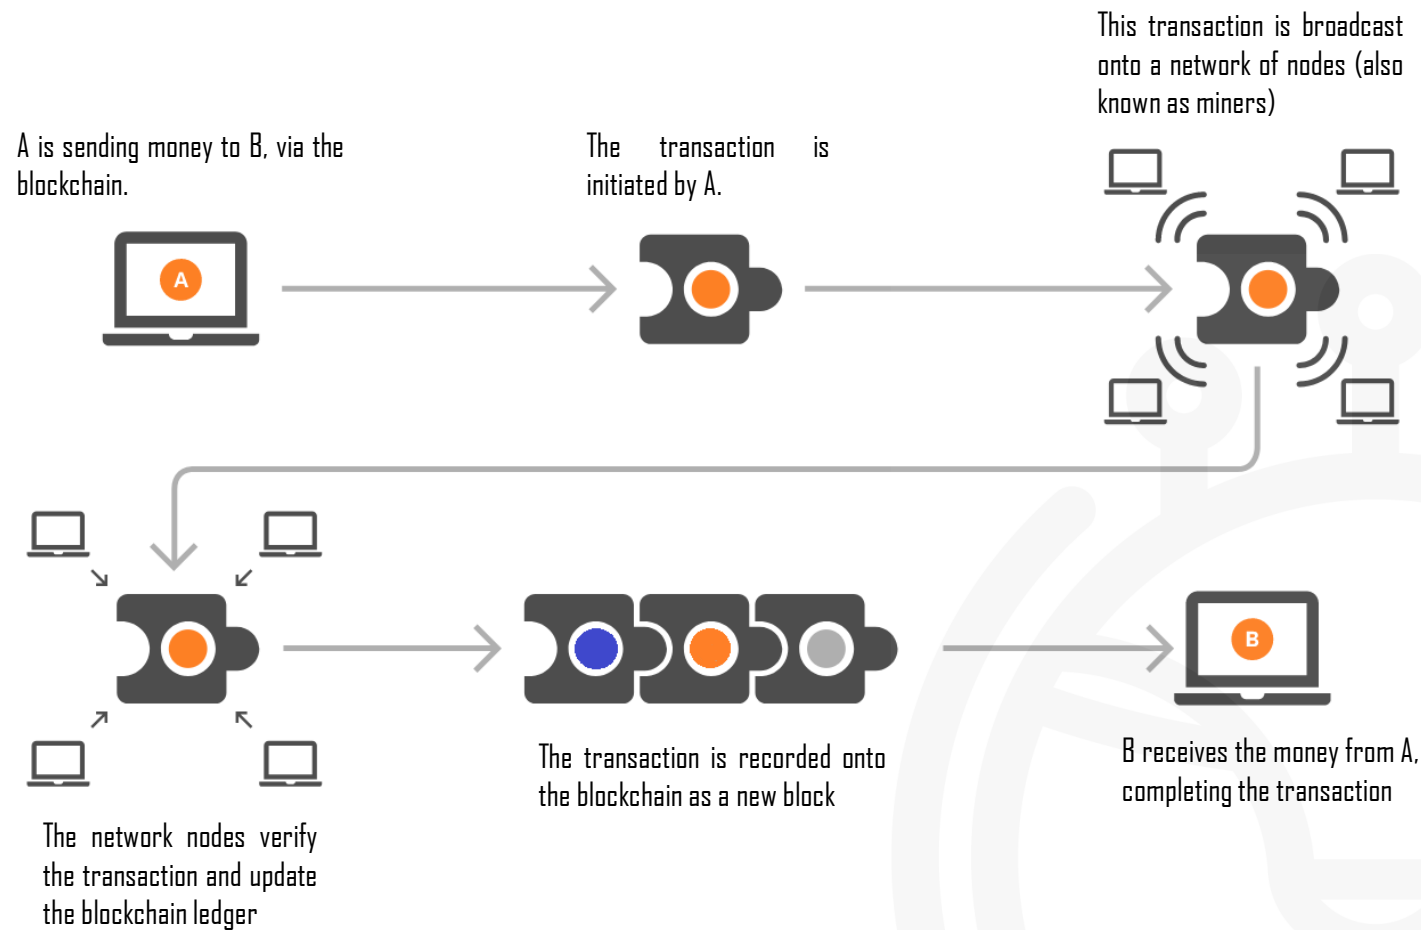 This transaction is broadcast
onto a network of nodes (also
known as miners)
A is sending money to B, via the
blockchain.
The transaction is
initiated by A.
A
The network nodes verify
the transaction and update
the blockchain ledger
The transaction is recorded onto
the blockchain as a new block
B
B receives the money from A,
completing the transaction